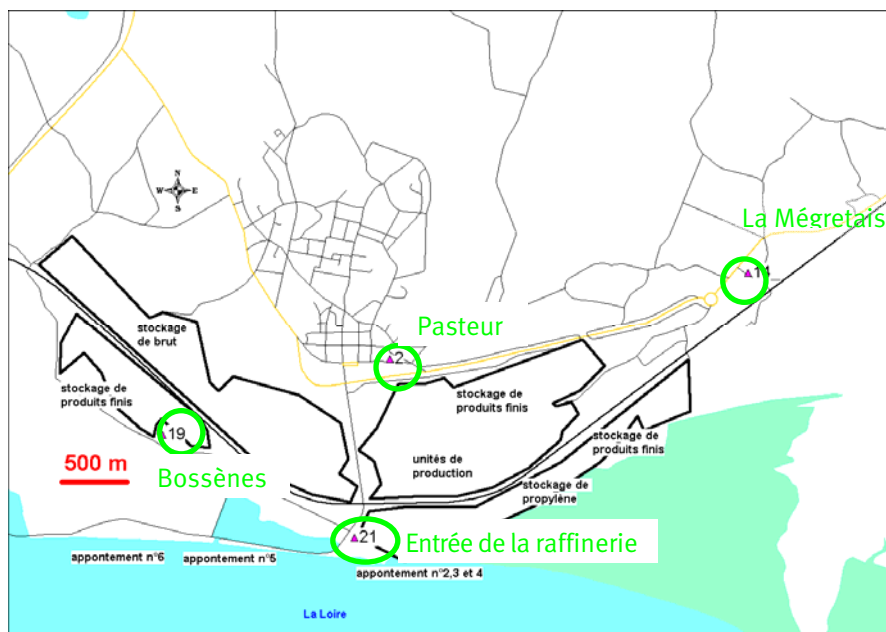 N
W E
S
La Mégretais
14
Pasteur
2
stockage
de brut
stockage de
produits finis
stockage de
produits finis
19
Bossènes
500 m
unités de
production
stockage de
produits finis
stockage de
propylène
21
Entrée de la raffinerie
appontement n°6
appontement n°5
appontement n°2,3 et 4
La Loire